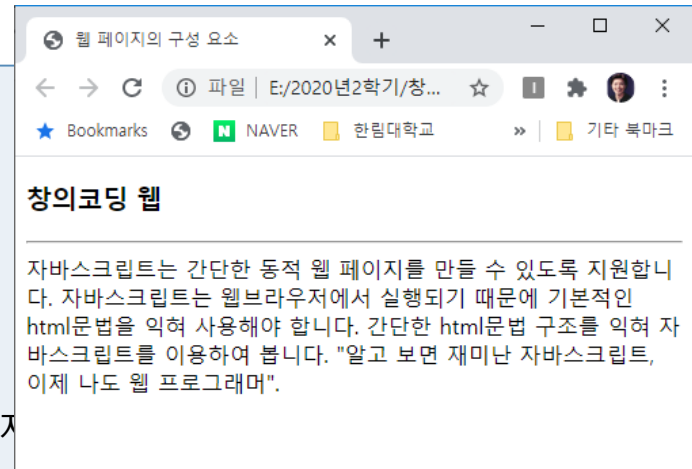 웹 페이지의 구성 요소
파일 | E:/2020년2학기/창...
Bookmarks
N NAVER
한림대학교
»
기타 북마크
창의코딩 웹
자바스크립트는 간단한 동적 웹 페이지를 만들 수 있도록 지원합니
다. 자바스크립트는 웹브라우저에서 실행되기 때문에 기본적인
html문법을 익혀 사용해야 합니다. 간단한 html문법 구조를 익혀 자
바스크립트를 이용하여 봅니다. "알고 보면 재미난 자바스크립트,
이제 나도 웹 프로그래머".